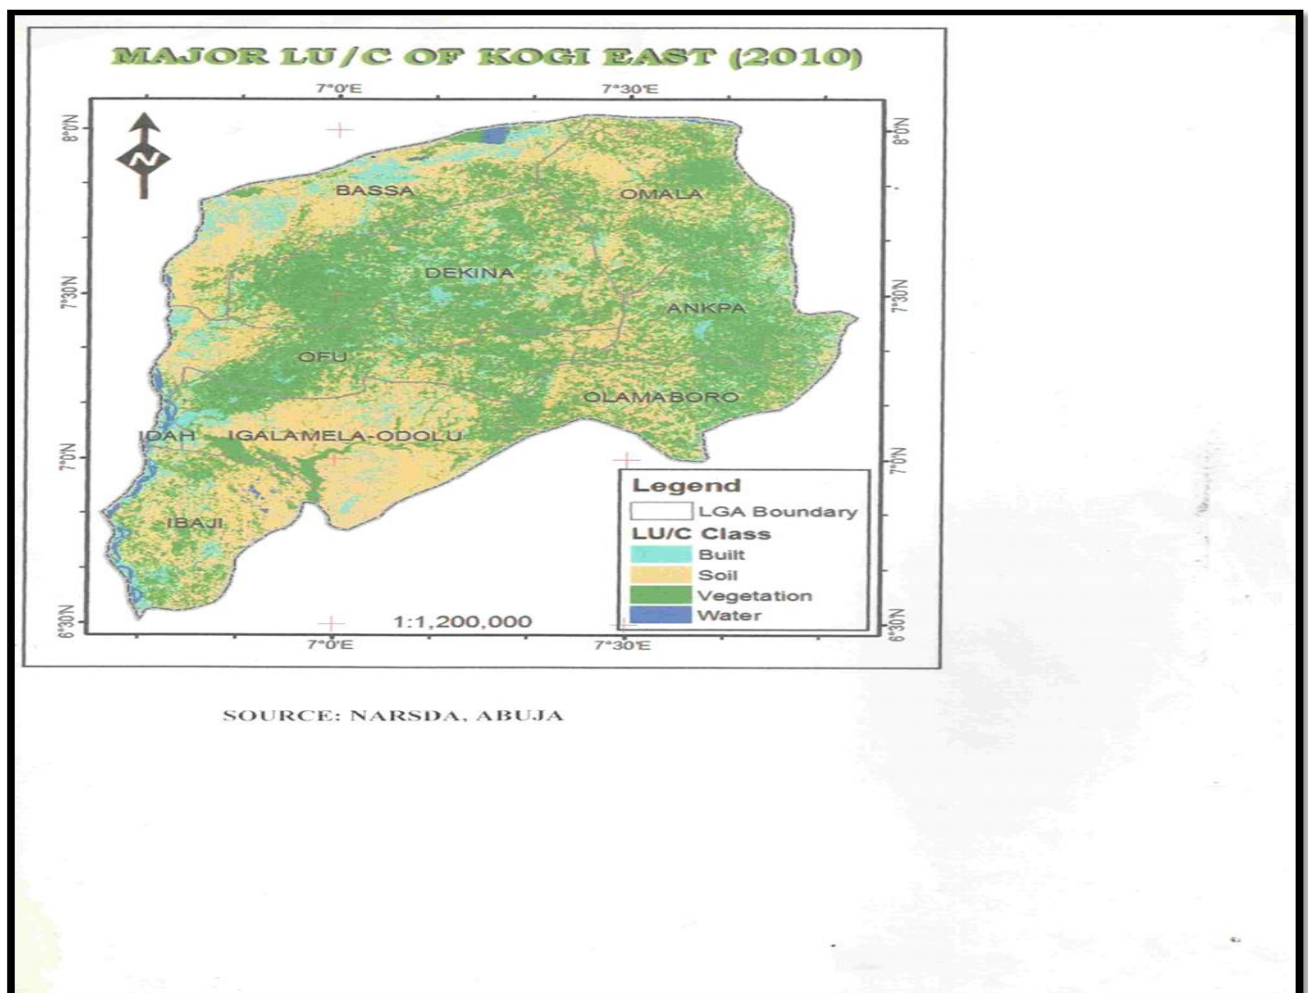 MAJOR LU/C OF KOGI EAST (2010)
7°0'E 7°30'E
8°0'N 8°0'N
N
BASSA
OMALA
DEKINA
7°30'N 7°30'N
ANKPA
OFU
OLAMABORO
IDAH IGALAMELA-ODOLU
7°0'N 7°0'N
Legend
LGA Boundary
IBAJI
LU/C Class
Built
Soil
Vegetation
Water
6°30'N 6°30'N
1:1,200,000
7°0'E 7°30'E
SOURCE: NARSDA, ABUJA